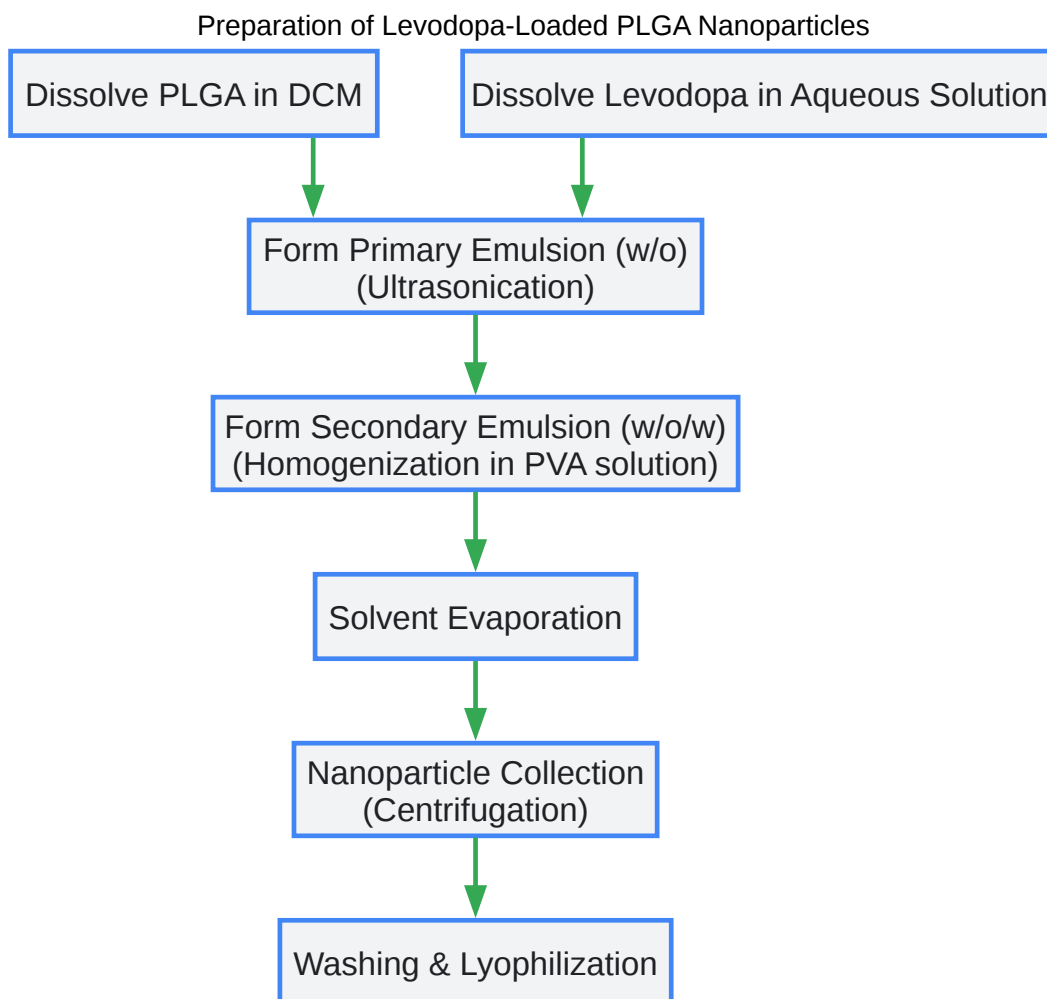 Preparation of Levodopa-Loaded PLGA Nanoparticles
Dissolve PLGA in DCM
Dissolve Levodopa in Aqueous Solution
Form Primary Emulsion (w/o)
(Ultrasonication)
Form Secondary Emulsion (w/o/w)
(Homogenization in PVA solution)
Solvent Evaporation
Nanoparticle Collection
(Centrifugation)
Washing & Lyophilization